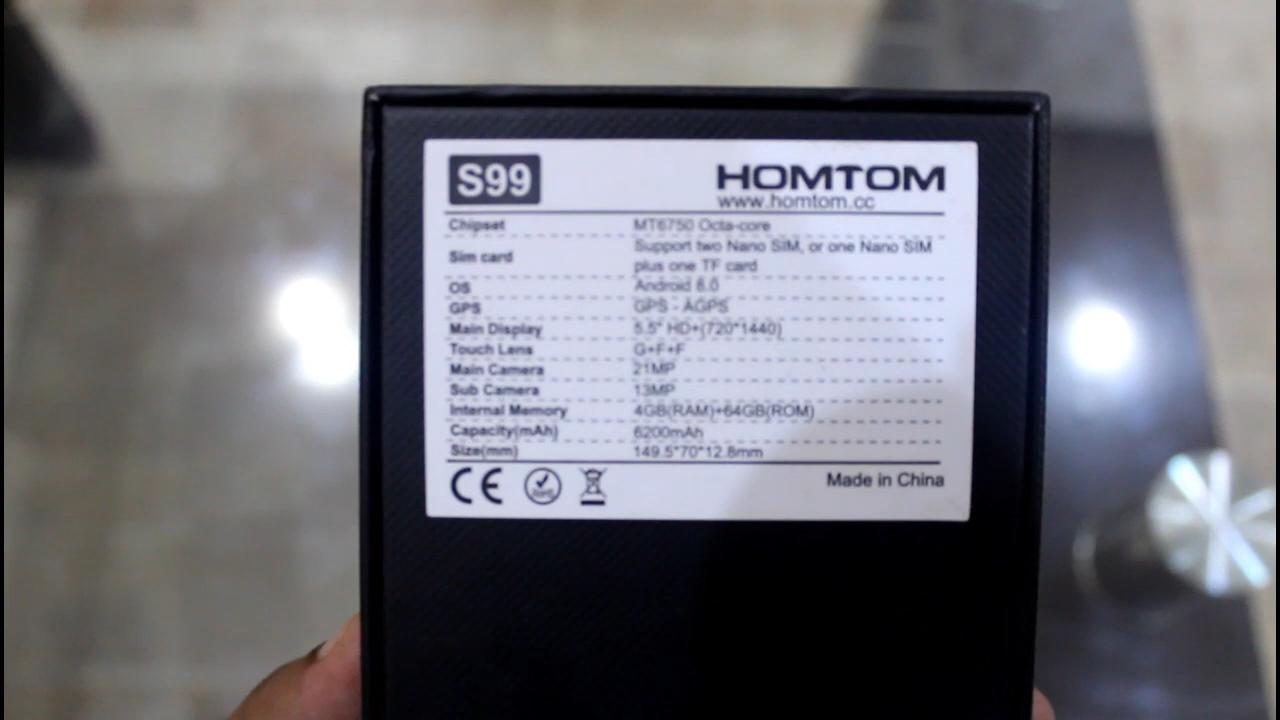 S99
HOMTOM
www.homtom.cc
Chipset MT6750 Octa-core
Sim card Support two Nano SIM, or one Nano SIM
plus one TF card
OS Android 8.0
GPS GPS - AGPS
Main Display 5.5" HD+(720*1440)
Touch Lens G+F+F
Main Camera 21MP
Sub Camera 13MP
Internal Memory 4GB(RAM)+64GB(ROM)
Capacity(mAh) 6200mAh
Size(mm) 149.5*70*12.8mm
CE RoHS Made in China